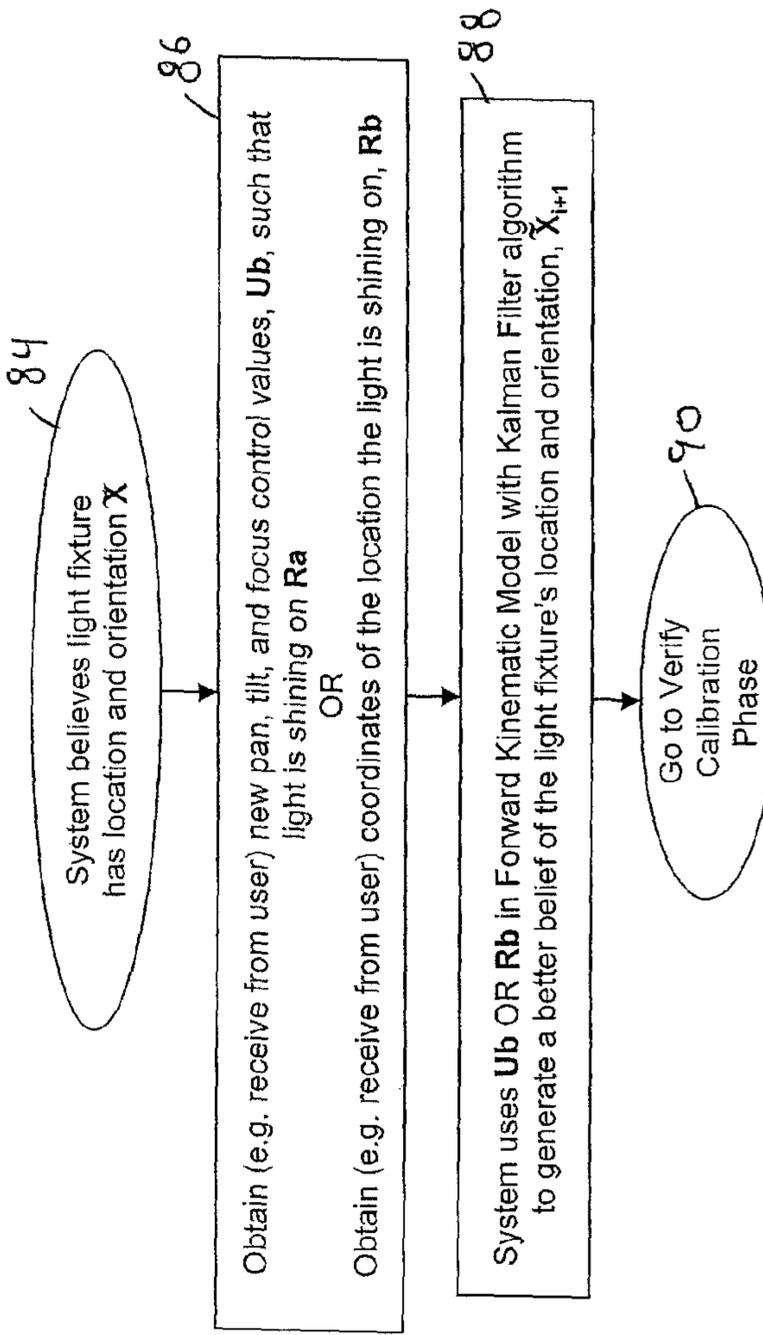 84
System believes light fixture
has location and orientation X
86
Obtain (e.g. receive from user) new pan, tilt, and focus control values, Ub, such that
light is shining on Ra
OR
Obtain (e.g. receive from user) coordinates of the location the light is shining on, Rb
88
System uses Ub OR Rb in Forward Kinematic Model with Kalman Filter algorithm
to generate a better belief of the light fixture's location and orientation, X̃i+1
90
Go to Verify
Calibration
Phase